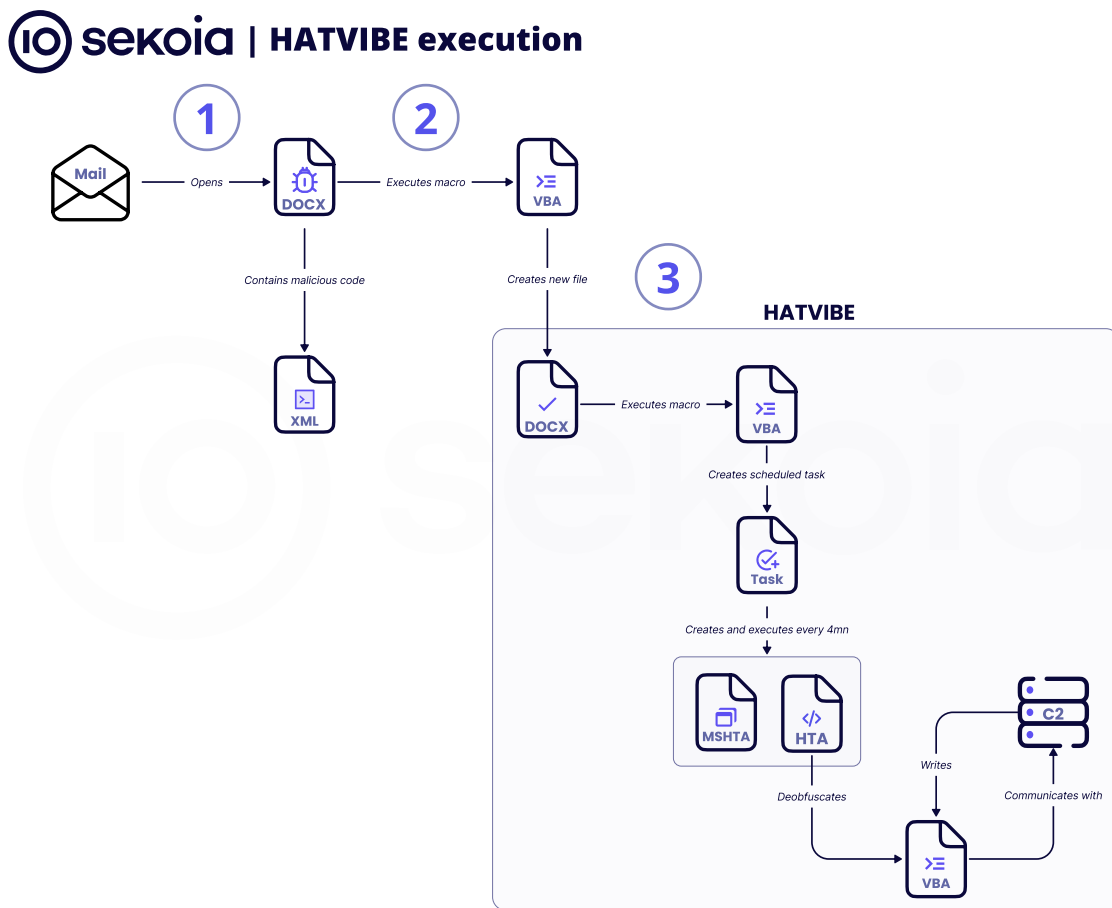 sekoia | HATVIBE execution
1
2
Mail
Opens
DOCX
Executes macro
VBA
Contains malicious code
Creates new file
3
HATVIBE
XML
DOCX
Executes macro
VBA
Creates scheduled task
Task
Creates and executes every 4mn
MSHTA
HTA
C2
Writes
Communicates with
Deobfuscates
VBA